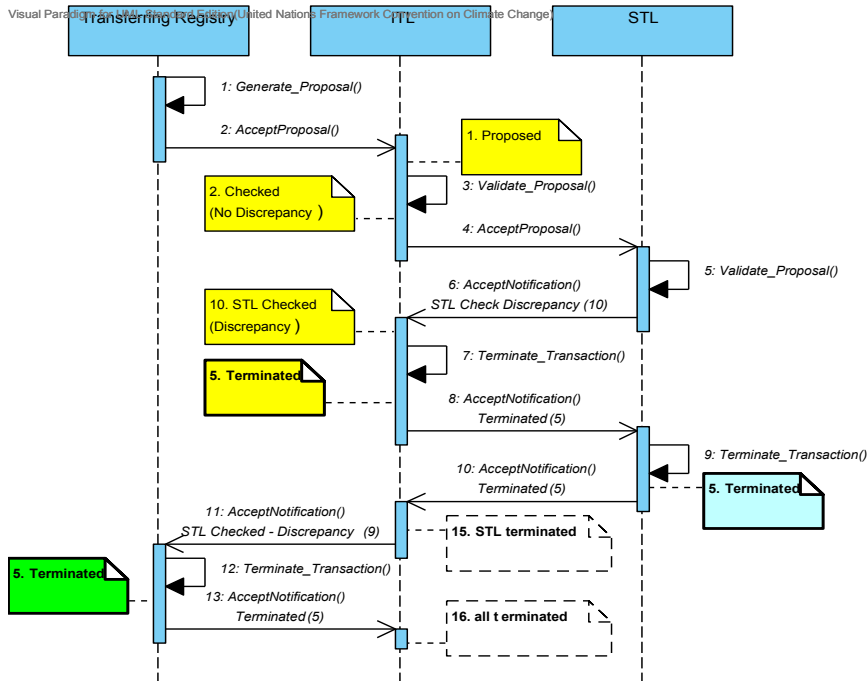 Visual Paradigm for UML Standard Edition(United Nations Framework Convention on Climate Change)
Transferring Registry
ITL
STL
1: Generate_Proposal()
2: AcceptProposal()
1. Proposed
3: Validate_Proposal()
2. Checked
(No Discrepancy )
4: AcceptProposal()
5: Validate_Proposal()
6: AcceptNotification()
STL Check Discrepancy (10)
10. STL Checked
(Discrepancy )
7: Terminate_Transaction()
5. Terminated
8: AcceptNotification()
Terminated (5)
9: Terminate_Transaction()
10: AcceptNotification()
Terminated (5)
5. Terminated
11: AcceptNotification()
STL Checked - Discrepancy (9)
15. STL terminated
12: Terminate_Transaction()
5. Terminated
13: AcceptNotification()
Terminated (5)
16. all t erminated